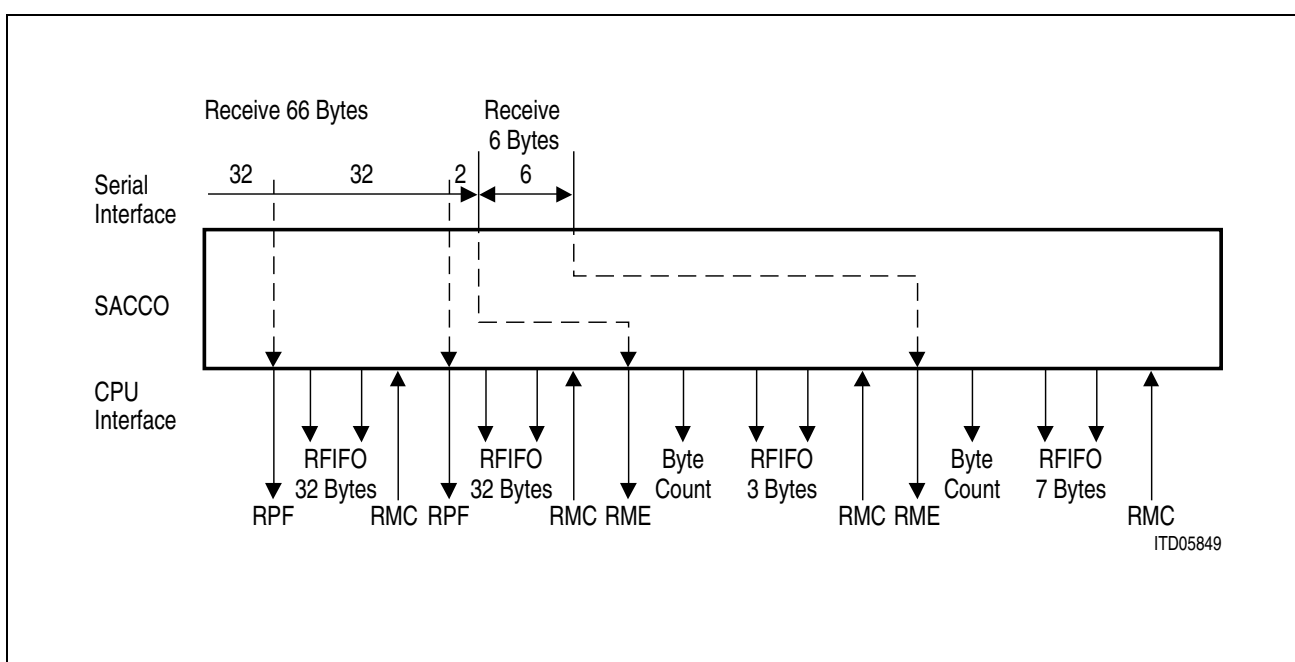 Receive 66 Bytes
Receive
6 Bytes
32 32 2 6
Serial
Interface
SACCO
CPU
Interface
RFIFO
32 Bytes
RFIFO
32 Bytes
Byte
Count
RFIFO
3 Bytes
Byte
Count
RFIFO
7 Bytes
RPF RMC RPF RMC RME RMC RME RMC
ITD05849